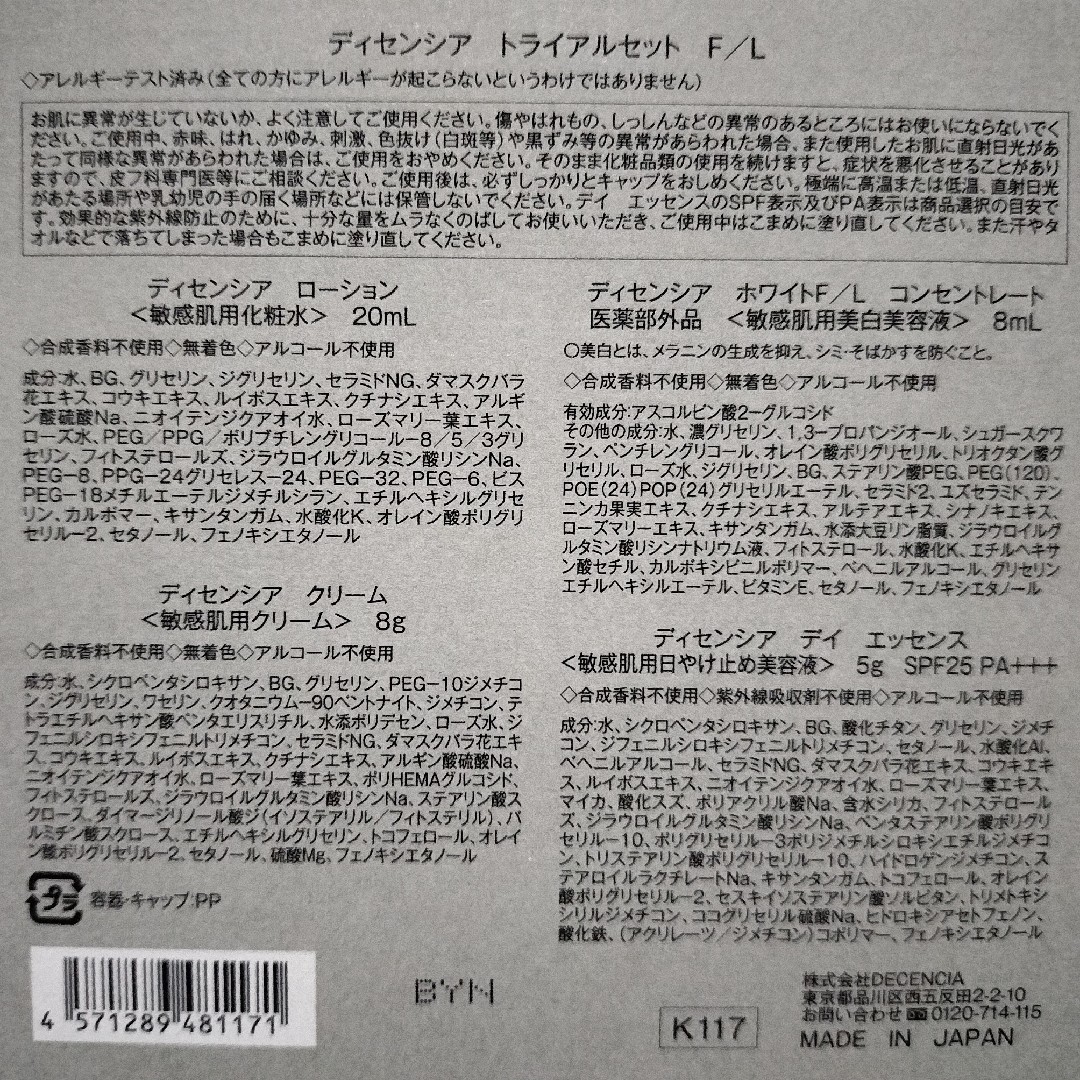 ディセンシア　トライアルセット　F／L
◇アレルギーテスト済み（全ての方にアレルギーが起こらないというわけではありません）
お肌に異常が生じていないか、よく注意してご使用ください。傷やはれもの、しっしんなどの異常のあるところにはお使いにならないでく
ださい。ご使用中、赤味、はれ、かゆみ、刺激、色抜け（白斑等）や黒ずみ等の異常があらわれた場合、また使用したお肌に直射日光があ
たって同様な異常があらわれた場合は、ご使用をおやめください。そのまま化粧品類の使用を続けますと、症状を悪化させることがあり
ますので、皮フ科専門医等にご相談ください。ご使用後は、必ずしっかりとキャップをおしめください。極端に高温または低温、直射日光
があたる場所や乳幼児の手の届く場所などには保管しないでください。デイ　エッセンスのSPF表示及びPA表示は商品選択の目安で
す。効果的な紫外線防止のために、十分な量をムラなくのばしてお使いいただき、ご使用中はこまめに塗り直してください。また汗やタ
オルなどで落ちてしまった場合もこまめに塗り直してください。
ディセンシア　ローション
＜敏感肌用化粧水＞　20mL
◇合成香料不使用◇無着色◇アルコール不使用
成分:水、BG、グリセリン、ジグリセリン、セラミドNG、ダマスクバラ
花エキス、コウキエキス、ルイボスエキス、クチナシエキス、アルギ
ン酸硫酸Na、ニオイテンジクアオイ水、ローズマリー葉エキス、
ローズ水、PEG／PPG／ポリブチレングリコール-8／5／3グリ
セリン、フィトステロールズ、ジラウロイルグルタミン酸リシンNa、
PEG-8、PPG-24グリセレス-24、PEG-32、PEG-6、ビス
PEG-18メチルエーテルジメチルシラン、エチルヘキシルグリセ
リン、カルボマー、キサンタンガム、水酸化K、オレイン酸ポリグリ
セリル-2、セタノール、フェノキシエタノール
ディセンシア　クリーム
＜敏感肌用クリーム＞　8g
◇合成香料不使用◇無着色◇アルコール不使用
成分:水、シクロペンタシロキサン、BG、グリセリン、PEG-10ジメチコ
ン、ジグリセリン、ワセリン、クオタニウム-90ベントナイト、ジメチコン、テ
トラエチルヘキサン酸ペンタエリスリチル、水添ポリデセン、ローズ水、ジ
フェニルシロキシフェニルトリメチコン、セラミドNG、ダマスクバラ花エキ
ス、コウキエキス、ルイボスエキス、クチナシエキス、アルギン酸硫酸Na、
ニオイテンジクアオイ水、ローズマリー葉エキス、ポリHEMAグルコシド、
フィトステロールズ、ジラウロイルグルタミン酸リシンNa、ステアリン酸ス
クロース、ダイマージリノール酸ジ（イソステアリル／フィトステリル）、パ
ルミチン酸スクロース、エチルヘキシルグリセリン、トコフェロール、オレイ
ン酸ポリグリセリル-2、セタノール、硫酸Mg、フェノキシエタノール
プラ 容器・キャップ:PP
4 571289 481171
BYN
ディセンシア　ホワイトF／L　コンセントレート
医薬部外品　＜敏感肌用美白美容液＞　8mL
○美白とは、メラニンの生成を抑え、シミ・そばかすを防ぐこと。
◇合成香料不使用◇無着色◇アルコール不使用
有効成分:アスコルビン酸2-グルコシド
その他の成分:水、濃グリセリン、1,3-プロパンジオール、シュガースクワ
ラン、ペンチレングリコール、オレイン酸ポリグリセリル、トリオクタン酸グ
リセリル、ローズ水、ジグリセリン、BG、ステアリン酸PEG、PEG(120)、
POE(24)POP(24)グリセリルエーテル、セラミド2、ユズセラミド、テン
ニンカ果実エキス、クチナシエキス、アルテアエキス、シナノキエキス、
ローズマリーエキス、キサンタンガム、水添大豆リン脂質、ジラウロイルグ
ルタミン酸リシンナトリウム液、フィトステロール、水酸化K、エチルヘキサ
ン酸セチル、カルボキシビニルポリマー、ベヘニルアルコール、グリセリン
エチルヘキシルエーテル、ビタミンE、セタノール、フェノキシエタノール
ディセンシア　デイ　エッセンス
＜敏感肌用日やけ止め美容液＞　5g　SPF25 PA+++
◇合成香料不使用◇紫外線吸収剤不使用◇アルコール不使用
成分:水、シクロペンタシロキサン、BG、酸化チタン、グリセリン、ジメチ
コン、ジフェニルシロキシフェニルトリメチコン、セタノール、水酸化Al、
ベヘニルアルコール、セラミドNG、ダマスクバラ花エキス、コウキエキ
ス、ルイボスエキス、ニオイテンジクアオイ水、ローズマリー葉エキス、
マイカ、酸化スズ、ポリアクリル酸Na、含水シリカ、フィトステロール
ズ、ジラウロイルグルタミン酸リシンNa、ペンタステアリン酸ポリグリ
セリル-10、ポリグリセリル-3ポリジメチルシロキシエチルジメチコ
ン、トリステアリン酸ポリグリセリル-10、ハイドロゲンジメチコン、ス
テアロイルラクチレートNa、キサンタンガム、トコフェロール、オレイン
酸ポリグリセリル-2、セスキイソステアリン酸ソルビタン、トリメトキシ
シリルジメチコン、ココグリセリル硫酸Na、ヒドロキシアセトフェノン、
酸化鉄、（アクリレーツ／ジメチコン）コポリマー、フェノキシエタノール
K117
株式会社DECENCIA
東京都品川区西五反田2-2-10
お問い合わせ 0120-714-115
MADE IN JAPAN